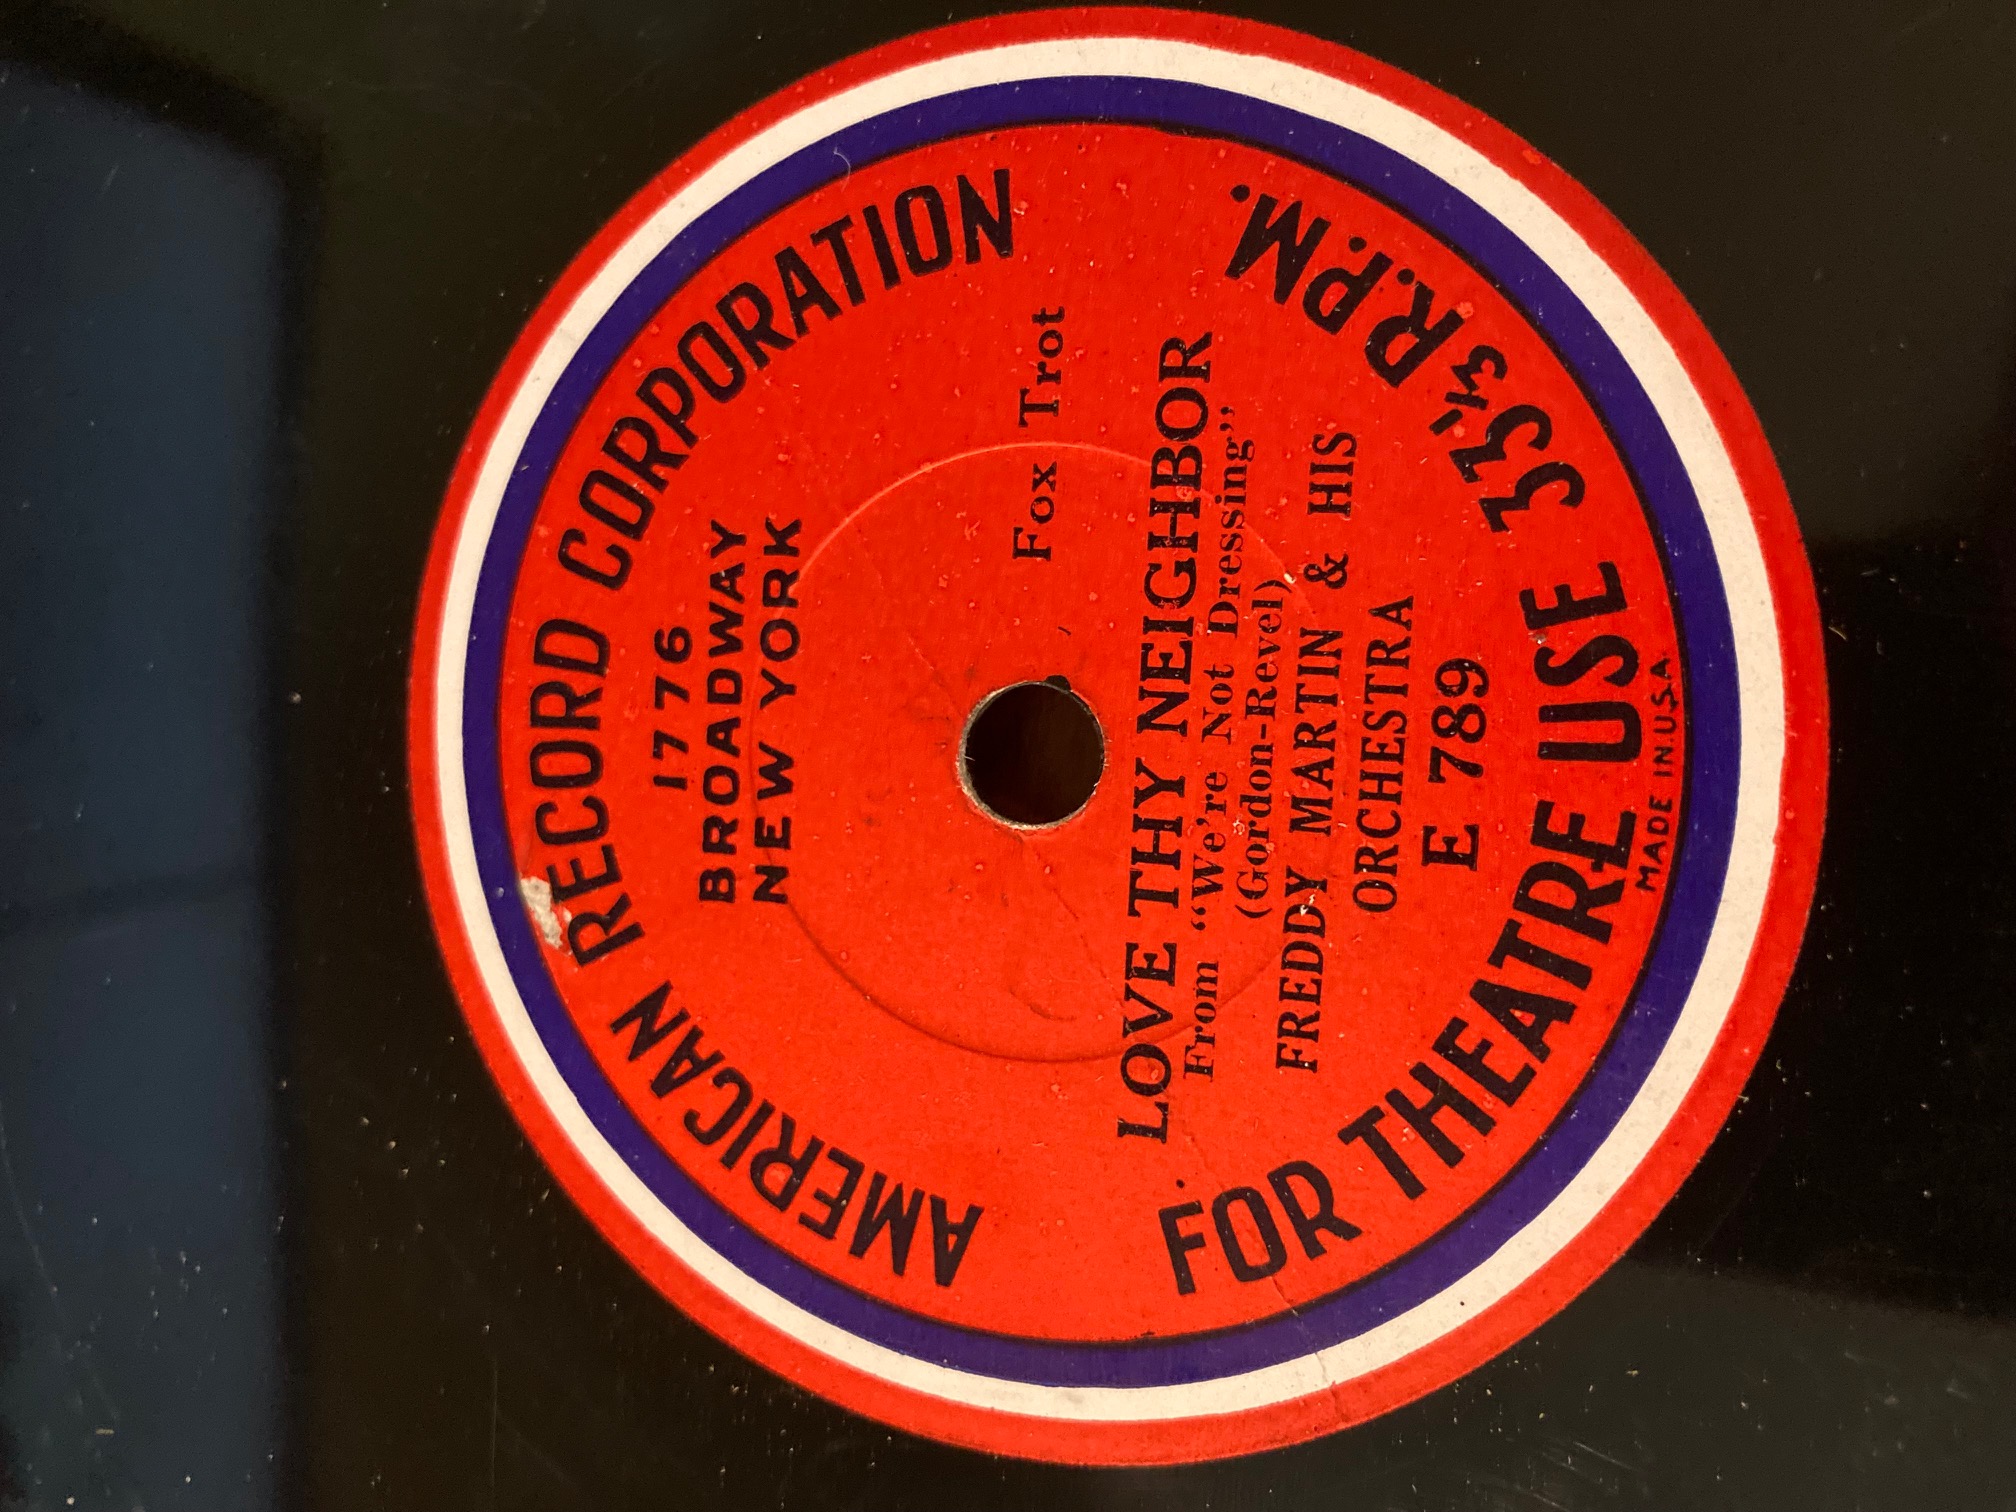 AMERICAN RECORD CORPORATION
1776
BROADWAY
NEW YORK
Fox Trot
LOVE THY NEIGHBOR
From “We're Not Dressing”
(Gordon-Revel)
FREDDY MARTIN & HIS
ORCHESTRA
E 789
FOR THEATRE USE 33⅓ R.P.M.
MADE IN U.S.A.